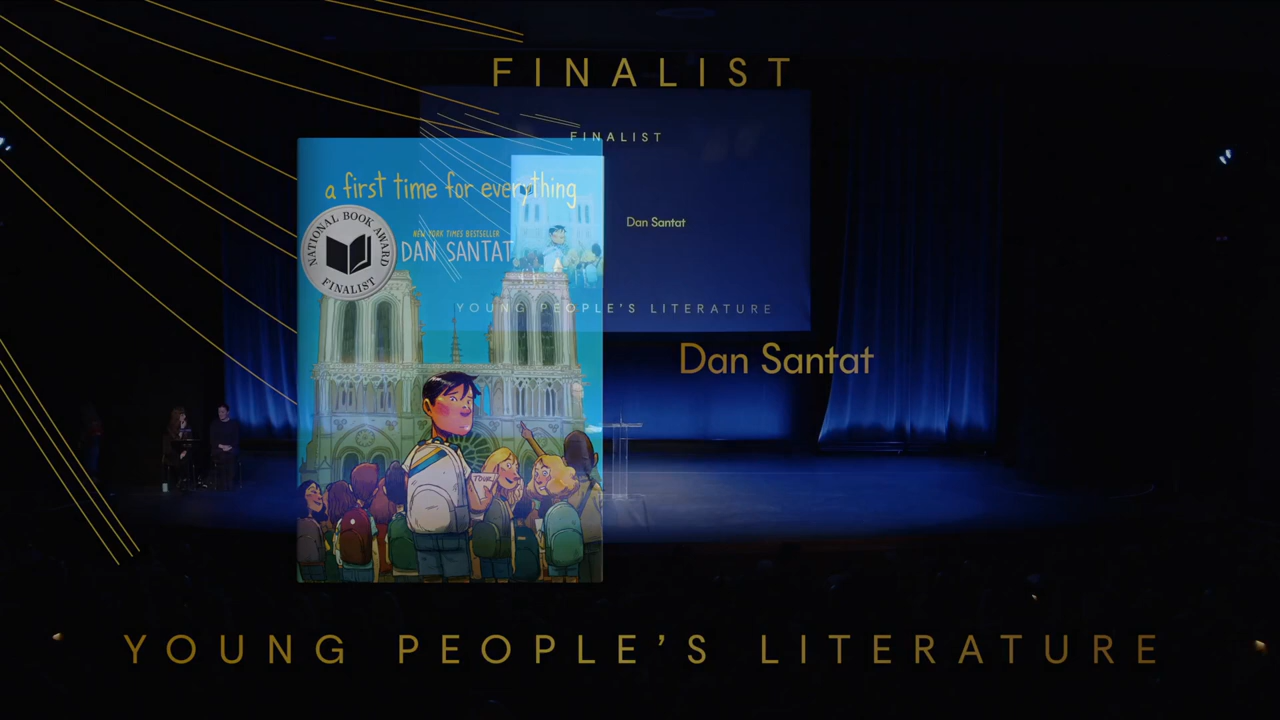 FINALIST
FINALIST
a first time for everything
NATIONAL BOOK AWARD
FINALIST
NEW YORK TIMES BESTSELLER
DAN SANTAT
Dan Santat
YOUNG PEOPLE'S LITERATURE
Dan Santat
TOUR
YOUNG PEOPLE'S LITERATURE